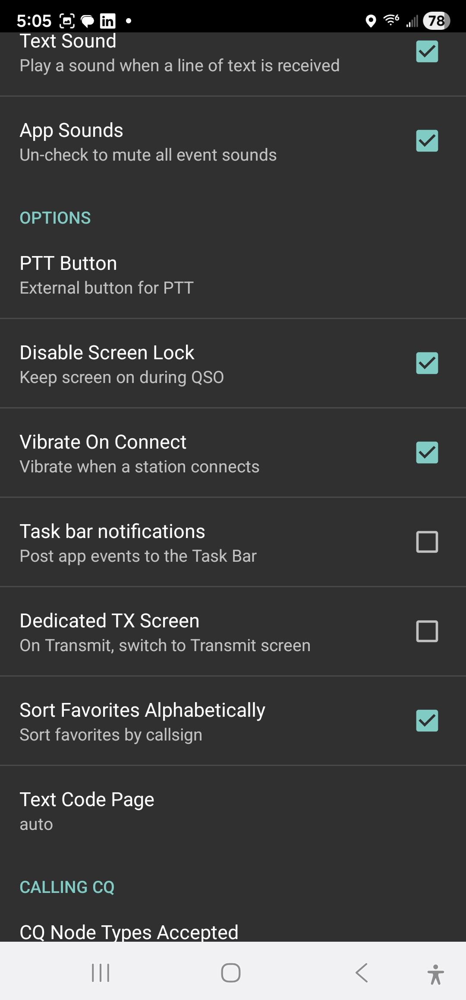 5:05 in 6 78
Text Sound
Play a sound when a line of text is received
App Sounds
Un-check to mute all event sounds
OPTIONS
PTT Button
External button for PTT
Disable Screen Lock
Keep screen on during QSO
Vibrate On Connect
Vibrate when a station connects
Task bar notifications
Post app events to the Task Bar
Dedicated TX Screen
On Transmit, switch to Transmit screen
Sort Favorites Alphabetically
Sort favorites by callsign
Text Code Page
auto
CALLING CQ
CQ Node Types Accepted